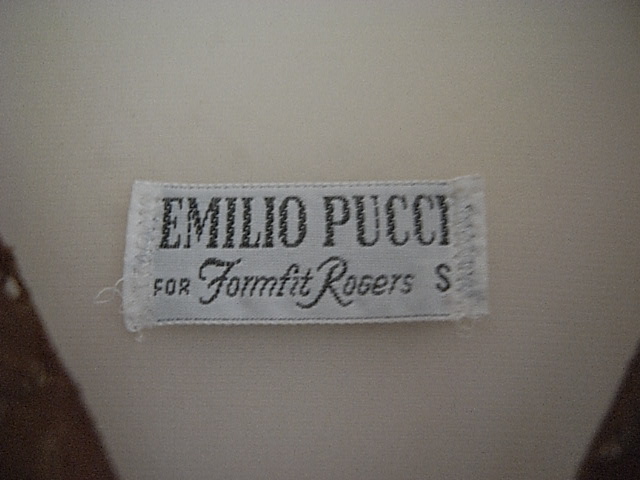 EMILIO PUCCI
FOR Formfit Rogers S